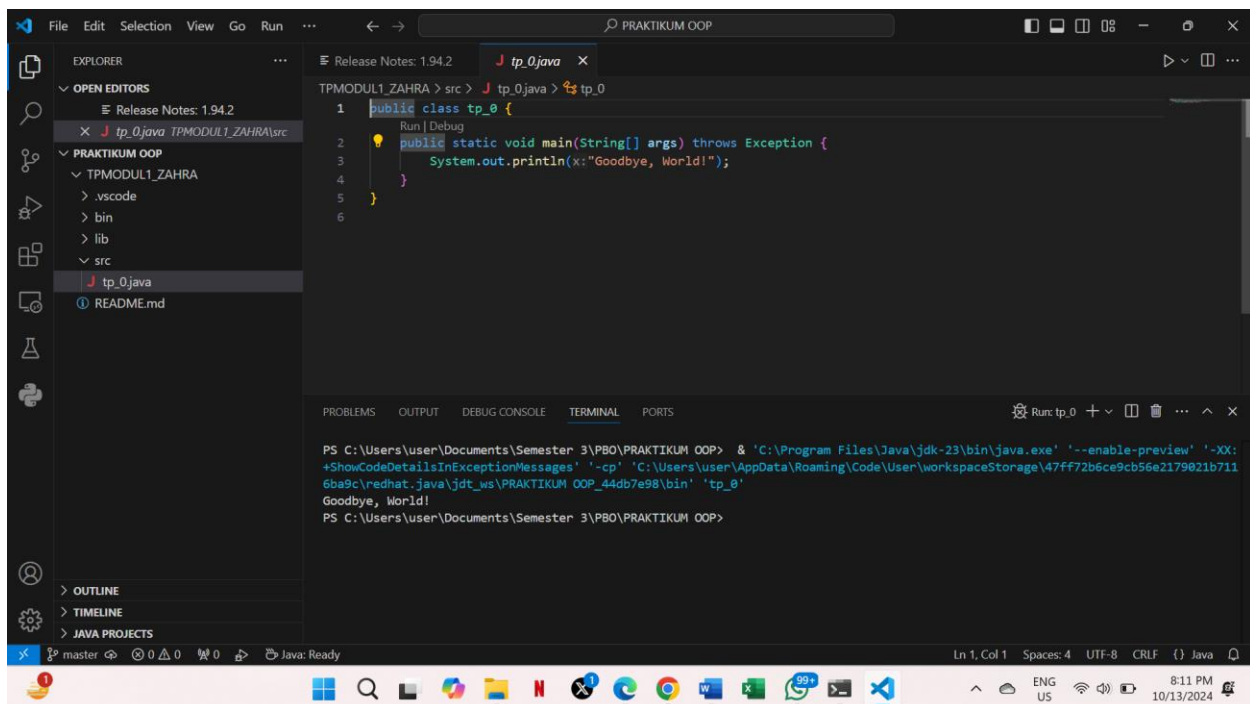 File Edit Selection View Go Run ··· ← → PRAKTIKUM OOP
EXPLORER ···
OPEN EDITORS
Release Notes: 1.94.2
tp_0.java TPMODUL1_ZAHRA\src
PRAKTIKUM OOP
TPMODUL1_ZAHRA
.vscode
bin
lib
src
J tp_0.java
README.md
OUTLINE
TIMELINE
JAVA PROJECTS
Release Notes: 1.94.2 J tp_0.java
TPMODUL1_ZAHRA > src > J tp_0.java > tp_0
1 public class tp_0 {
Run | Debug
2 public static void main(String[] args) throws Exception {
3 System.out.println(x:"Goodbye, World!");
4 }
5 }
6
PROBLEMS OUTPUT DEBUG CONSOLE TERMINAL PORTS Run: tp_0
PS C:\Users\user\Documents\Semester 3\PBO\PRAKTIKUM OOP> & 'C:\Program Files\Java\jdk-23\bin\java.exe' '--enable-preview' '-XX:
+ShowCodeDetailsInExceptionMessages' '-cp' 'C:\Users\user\AppData\Roaming\Code\User\workspaceStorage\47ff72b6ce9cb56e2179021b711
6ba9c\redhat.java\jdt_ws\PRAKTIKUM OOP_44db7e98\bin' 'tp_0'
Goodbye, World!
PS C:\Users\user\Documents\Semester 3\PBO\PRAKTIKUM OOP>
master 0 0 0 Java: Ready Ln 1, Col 1 Spaces: 4 UTF-8 CRLF {} Java
1 N 1 99+ ENG
US
8:11 PM
10/13/2024